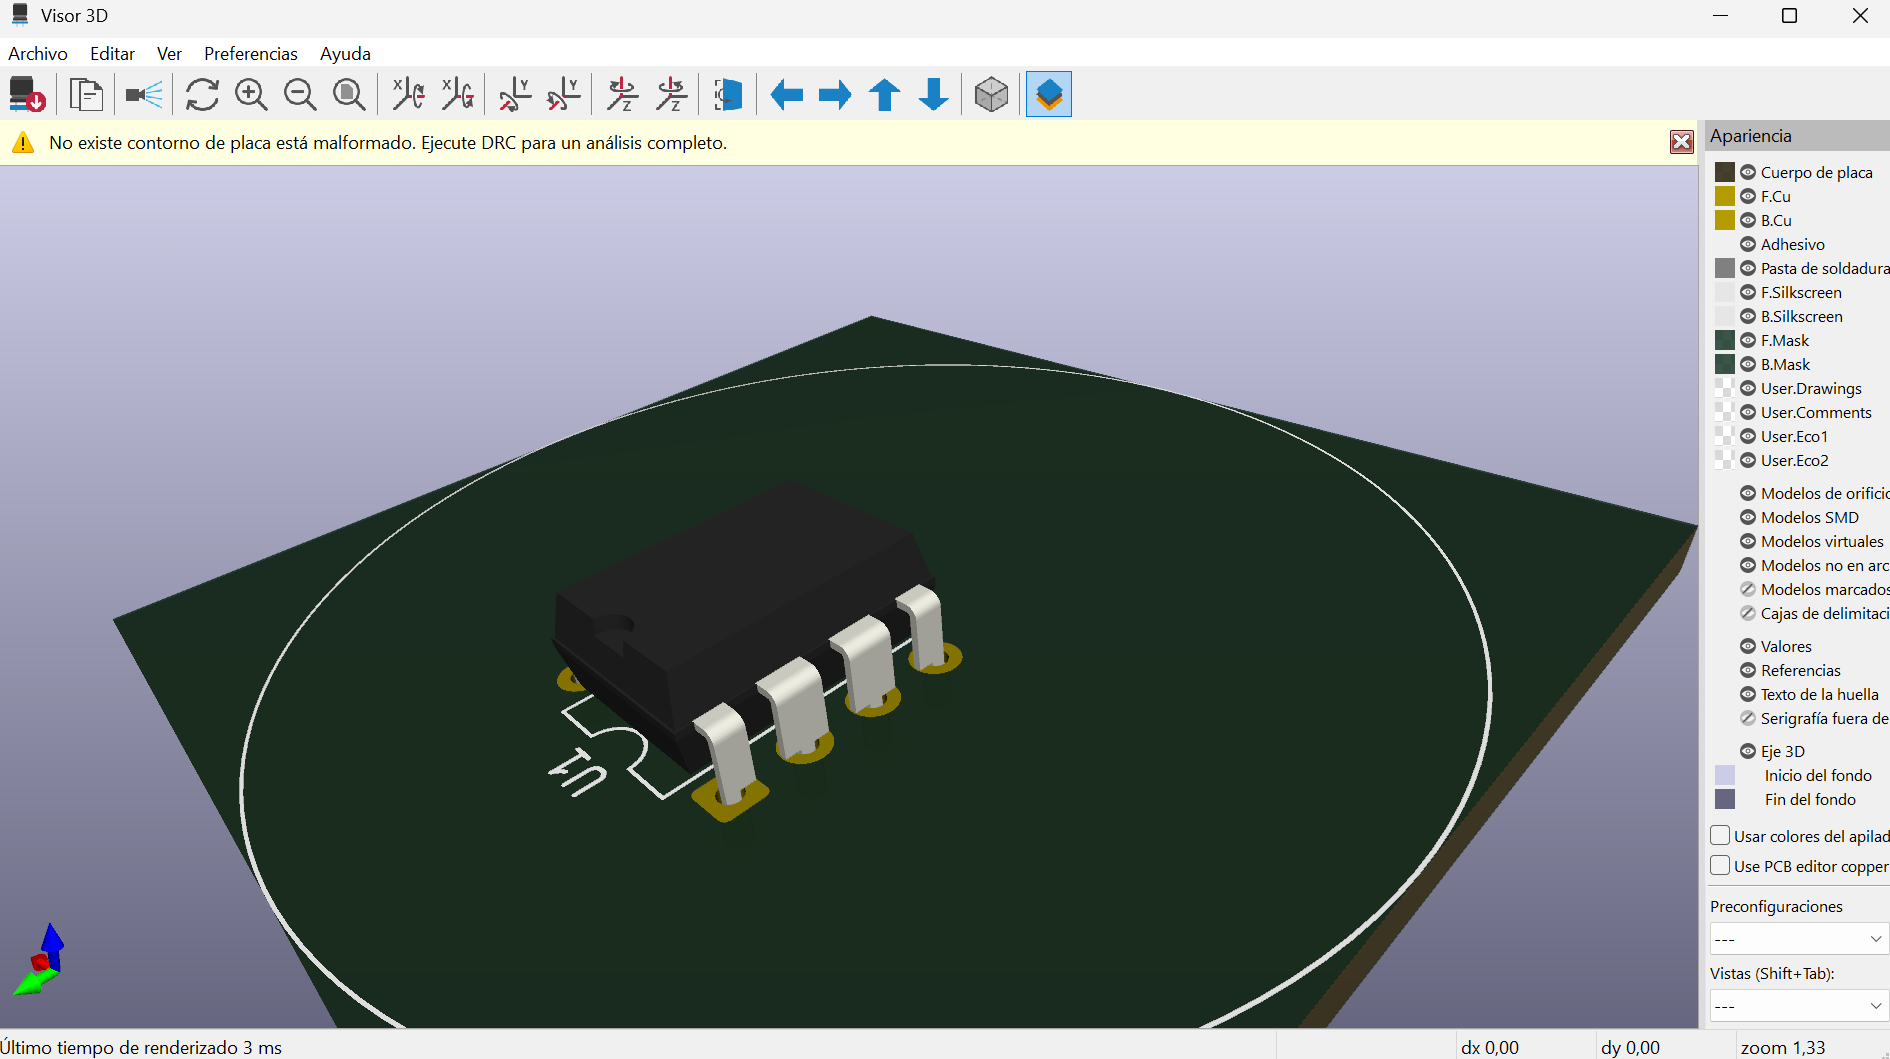 Visor 3D
Archivo Editar Ver Preferencias Ayuda
No existe contorno de placa está malformado. Ejecute DRC para un análisis completo.
Apariencia
Cuerpo de placa
F.Cu
B.Cu
Adhesivo
Pasta de soldadura
F.Silkscreen
B.Silkscreen
F.Mask
B.Mask
User.Drawings
User.Comments
User.Eco1
User.Eco2
Modelos de orific
Modelos SMD
Modelos virtuales
Modelos no en arc
Modelos marcados
Cajas de delimitaci
Valores
Referencias
Texto de la huella
Serigrafía fuera de
Eje 3D
Inicio del fondo
Fin del fondo
Usar colores del apilad
Use PCB editor copper
Preconfiguraciones
---
Vistas (Shift+Tab):
---
U1
X X Y Y Z Z
Último tiempo de renderizado 3 ms
dx 0,00
dy 0,00
zoom 1,33